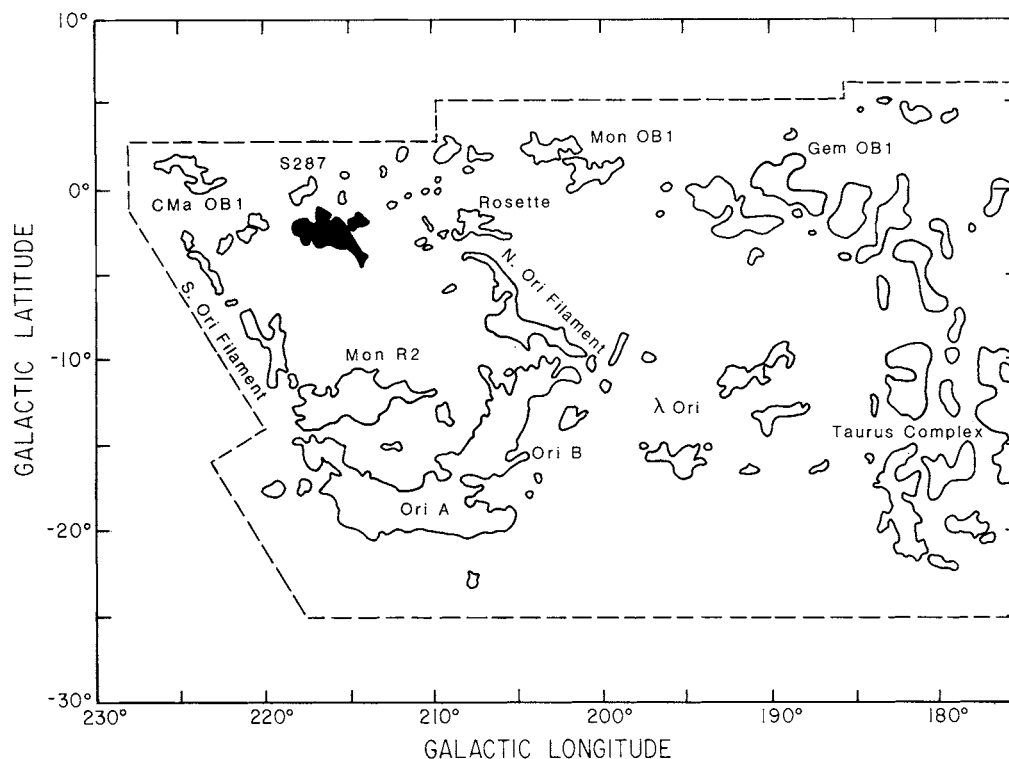 10°
0°
-10°
-20°
-30°
230°
220°
210°
200°
190°
180°
GALACTIC LATITUDE
GALACTIC LONGITUDE
Mon OB1
Gem OB1
S287
CMa OB1
Rosette
N. Ori Filament
S. Ori Filament
Mon R2
λ Ori
Taurus Complex
Ori B
Ori A